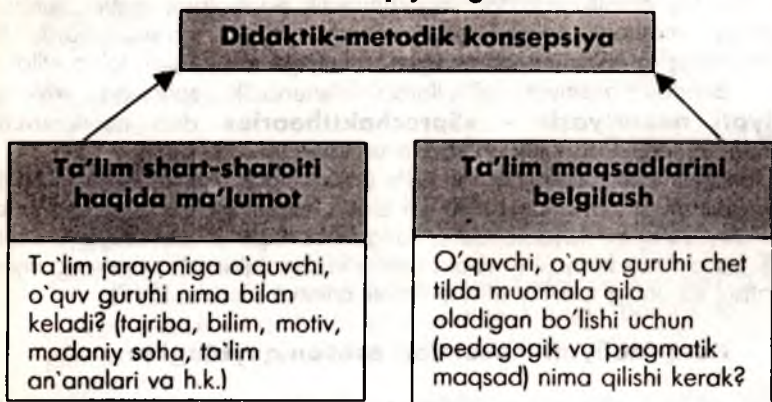 Didaktik-metodik konsepsiya
Ta'lim shart-sharoiti
haqida ma'lumot
Ta`lim jarayoniga o`quvchi,
o`quv guruhi nima bilan
keladi? (tajriba, bilim, motiv,
madaniy soha, ta`lim
an`analari va h.k.)
Ta'lim maqsadlarini
belgilash
O'quvchi, o`quv guruhi chet
tilda muomala qila
oladigan bo'lishi uchun
(pedagogik va pragmatik
maqsad) nima qilishi kerak?